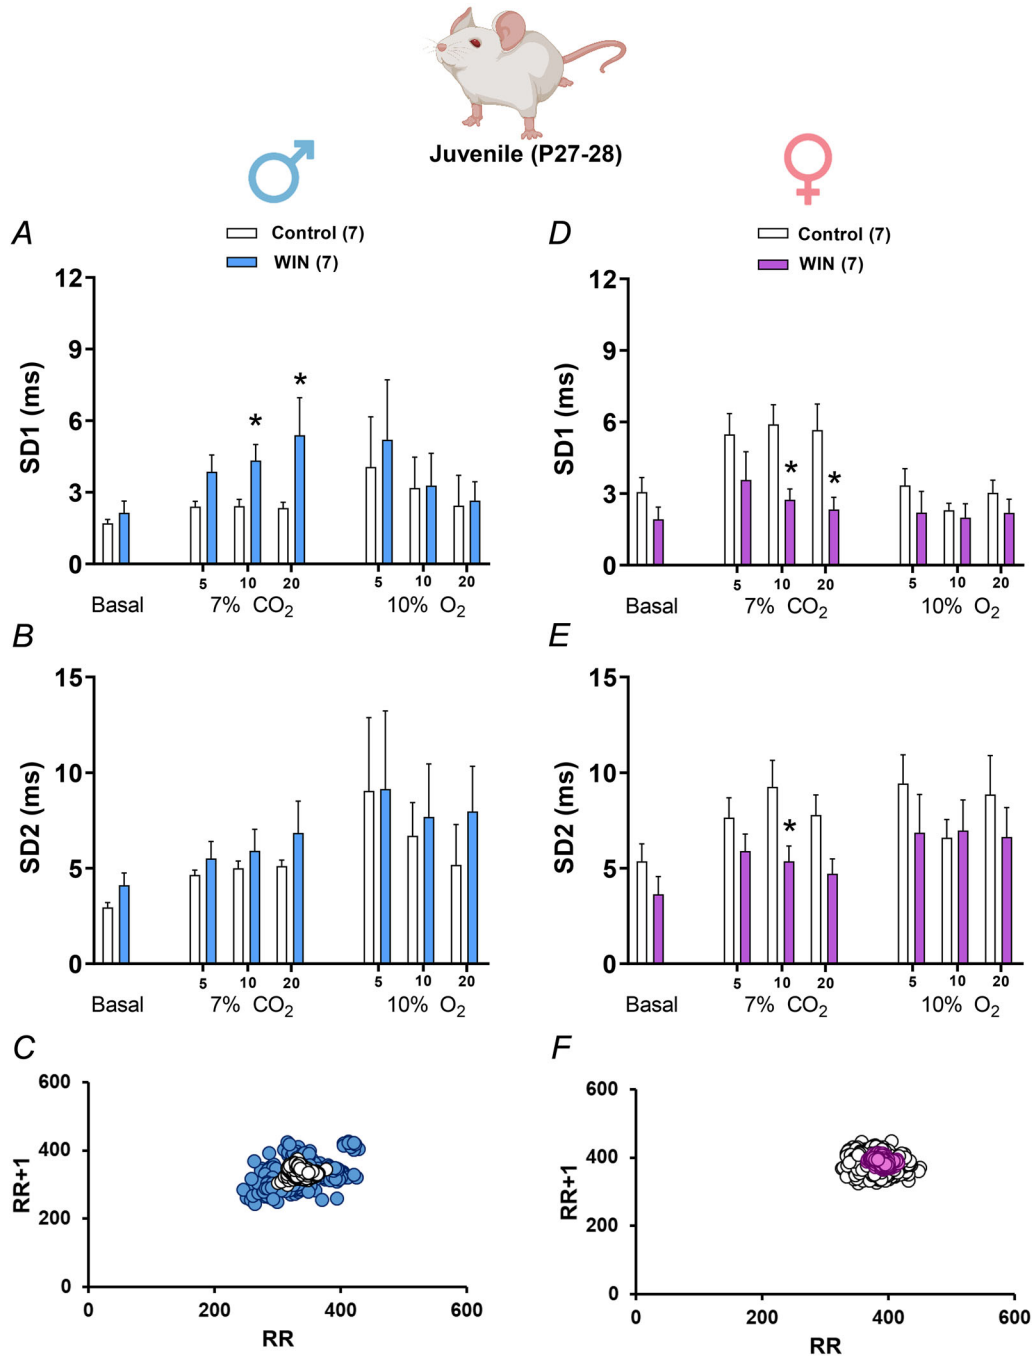 Juvenile (P27-28)
A
Control (7)
WIN (7)
12
9
6
3
0
SD1 (ms)
*
*
5 10 20 5 10 20
Basal 7% CO2 10% O2
D
Control (7)
WIN (7)
12
9
6
3
0
SD1 (ms)
*
*
5 10 20 5 10 20
Basal 7% CO2 10% O2
B
15
10
5
0
SD2 (ms)
5 10 20 5 10 20
Basal 7% CO2 10% O2
E
15
10
5
0
SD2 (ms)
*
5 10 20 5 10 20
Basal 7% CO2 10% O2
C
600
400
200
0
RR+1
0 200 400 600
RR
F
600
400
200
0
RR+1
0 200 400 600
RR